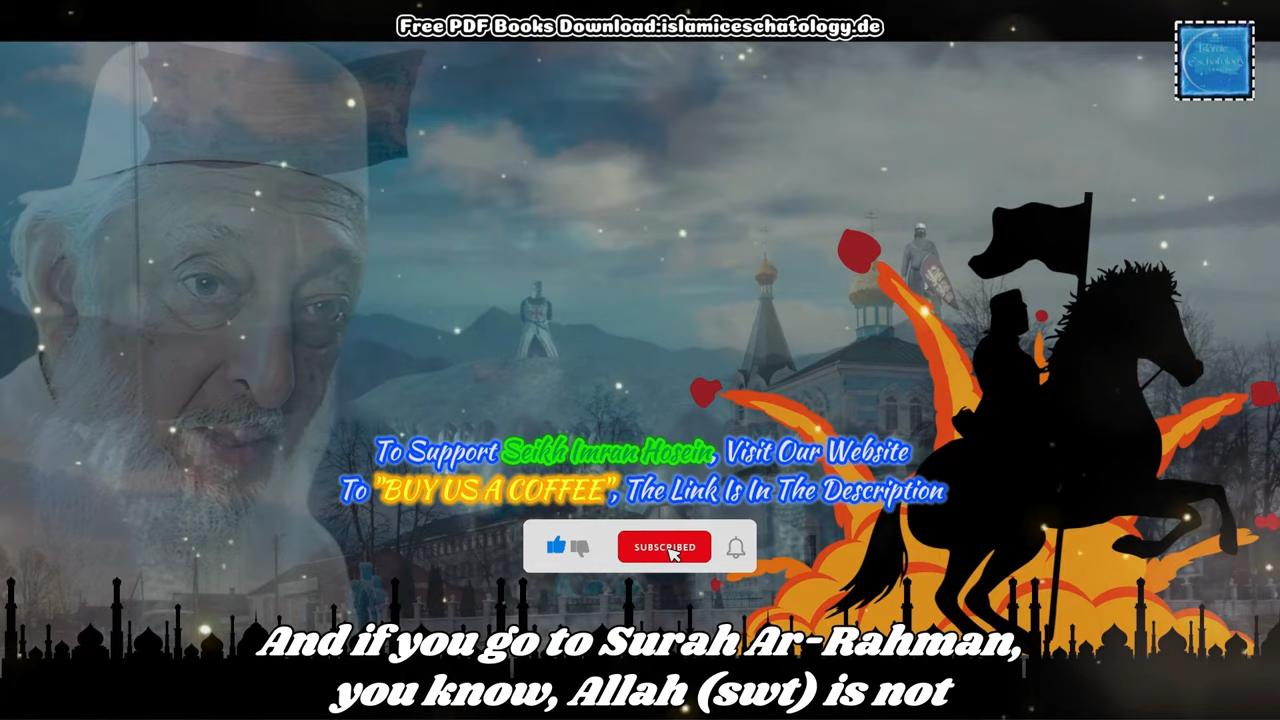 Free PDF Books Download:islamiceschatology.de
Islamic
eschatology
To Support Seikh Imran Hosein, Visit Our Website
To "BUY US A COFFEE", The Link Is In The Description
SUBSCRIBED
And if you go to Surah Ar-Rahman,
you know, Allah (swt) is not